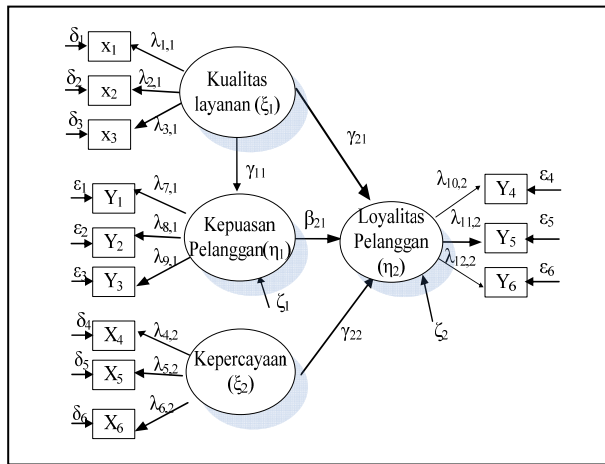 δ1 x1 λ1,1
δ2 x2 λ2,1
δ3 x3 λ3,1
Kualitas
layanan (ξ1)
γ21
γ11
ε1 Y1 λ7,1
ε2 Y2 λ8,1
ε3 Y3 λ9,1
Kepuasan
Pelanggan(η1)
ζ1
β21
Loyalitas
Pelanggan
(η2)
ζ2
λ10,2 Y4 ε4
λ11,2 Y5 ε5
λ12,2 Y6 ε6
δ4 X4 λ4,2
δ5 X5 λ5,2
δ6 X6 λ6,2
Kepercayaan
(ξ2)
γ22